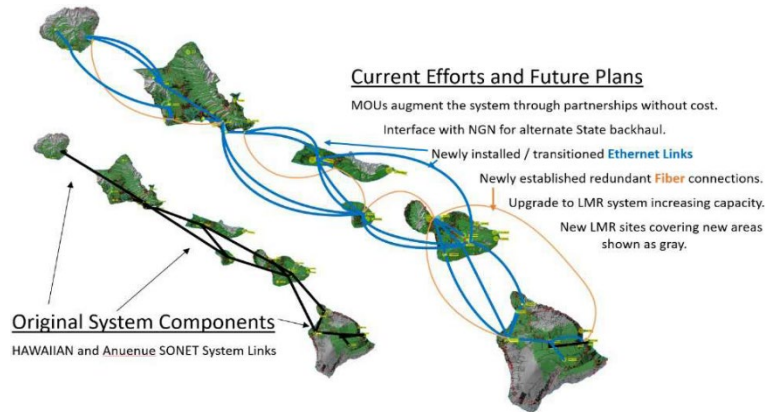 Current Efforts and Future Plans
MOUs augment the system through partnerships without cost.
Interface with NGN for alternate State backhaul.
Newly installed / transitioned Ethernet Links
Newly established redundant Fiber connections.
Upgrade to LMR system increasing capacity.
New LMR sites covering new areas
shown as gray.
Original System Components
HAWAIIAN and Anuenue SONET System Links